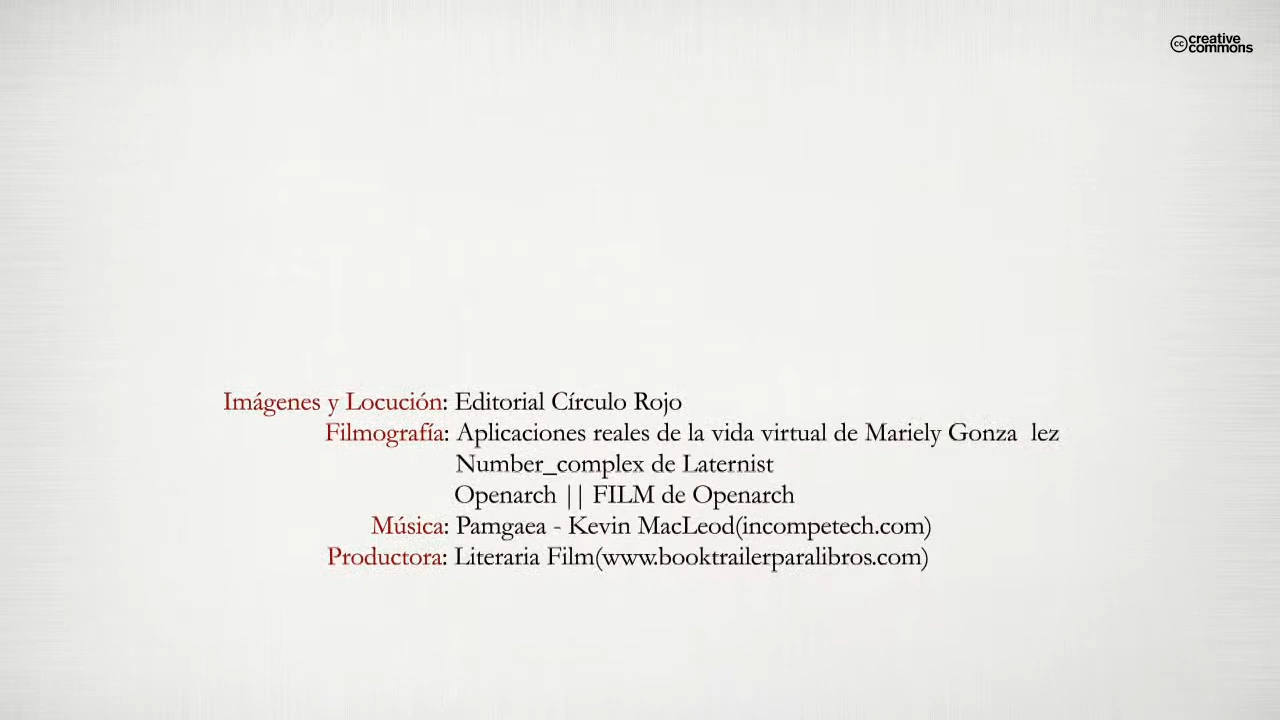 creative
commons
Imágenes y Locución: Editorial Círculo Rojo
Filmografía: Aplicaciones reales de la vida virtual de Mariely Gonza  lez
Number_complex de Laternist
Openarch || FILM de Openarch
Música: Pamgaea - Kevin MacLeod(incompetech.com)
Productora: Literaria Film(www.booktrailerparalibros.com)